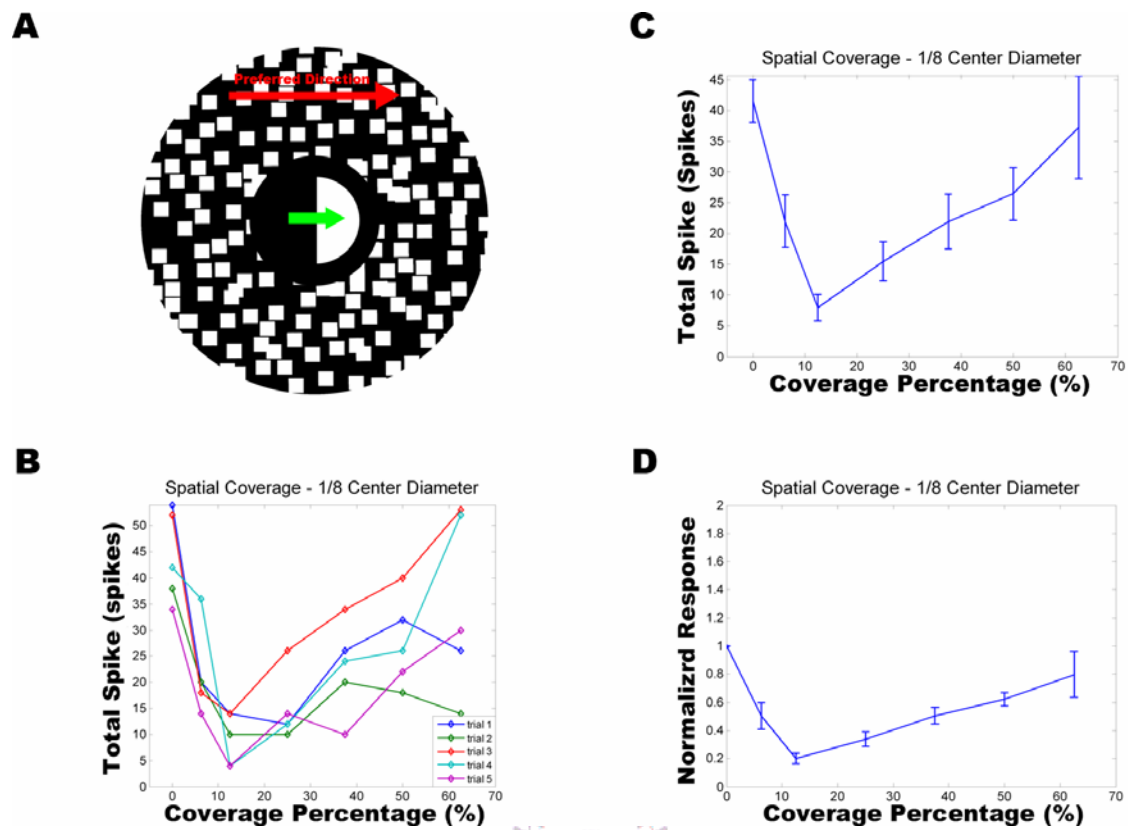 A
Preferred Direction
B
Spatial Coverage - 1/8 Center Diameter
Total Spike (spikes)
50
45
40
35
30
25
20
15
10
5
0
trial 1
trial 2
trial 3
trial 4
trial 5
0 10 20 30 40 50 60 70
Coverage Percentage (%)
C
Spatial Coverage - 1/8 Center Diameter
Total Spike (Spikes)
45
40
35
30
25
20
15
10
5
0
0 10 20 30 40 50 60 70
Coverage Percentage (%)
D
Spatial Coverage - 1/8 Center Diameter
Normalizrd Response
2
1.8
1.6
1.4
1.2
1
0.8
0.6
0.4
0.2
0
0 10 20 30 40 50 60 70
Coverage Percentage (%)